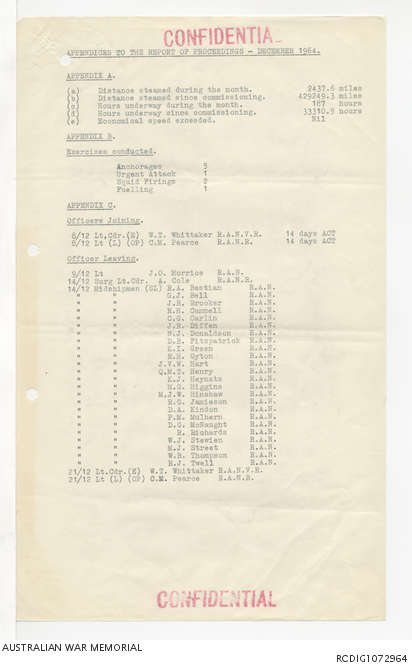 CONFIDENTIAL
APPENDICES TO THE REPORT OF PROCEEDINGS - DECEMBER 1964.
APPENDIX A.
(a) Distance steamed during the month. 2437.6 miles
(b) Distance steamed since commissioning. 429249.3 miles
(c) Hours underway during the month. 187 hours
(d) Hours underway since commissioning. 33310.9 hours
(e) Economical speed exceeded. Nil
APPENDIX B.
Exercises conducted.
Anchorages 5
Urgent Attack 1
Squid Firings 2
Fuelling 1
APPENDIX C.
Officers Joining.
8/12 Lt.Cdr.(E) W.T. Whittaker R.A.N.V.R. 14 days ACT
8/12 Lt (L) (OP) C.M. Pearce R.A.N.R. 14 days ACT
Officer Leaving.
9/12 Lt J.O. Morrice R.A.N.
14/12 Surg Lt.Cdr. A. Cole R.A.N.R.
14/12 Midshipmen (SL) R.A. Bastian R.A.N.
" " G.J. Bell R.A.N.
" " J.R. Brooker R.A.N.
" " M.H. Cammeli R.A.N.
" " C.G. Carlin R.A.N.
" " J.R. Diffen R.A.N.
" " N.J. Donaldson R.A.N.
" " D.B. Fitzpatrick R.A.N.
" " K.I. Green R.A.N.
" " R.H. Gyton R.A.N.
" " J.V.W. Hart R.A.N.
" " Q.M.T. Henry R.A.N.
" " K.J. Heynatz R.A.N.
" " M.G. Higgins R.A.N.
" " M.J.W. Hinshaw R.A.N.
" " R.G. Jamieson R.A.N.
" " D.A. Kindon R.A.N.
" " P.M. Mulhern R.A.N.
" " D.G. McNaught R.A.N.
" " R. Richards R.A.N.
" " W.J. Stewien R.A.N.
" " M.J. Street R.A.N.
" " W.B. Thompson R.A.N.
" " R.J. Twell R.A.N.
21/12 Lt.Cdr.(E) W.T. Whittaker R.A.N.V.R.
21/12 Lt (L) (OP) C.M. Pearce R.A.N.R.
CONFIDENTIAL
AUSTRALIAN WAR MEMORIAL
RCDIG1072964